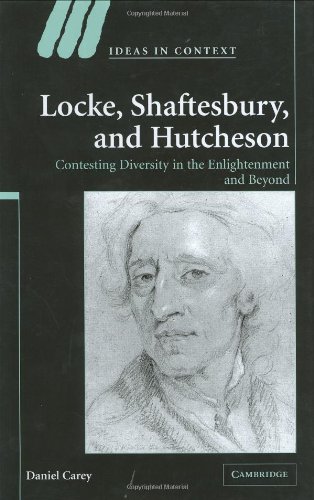 IDEAS IN CONTEXT
Locke, Shaftesbury,
and Hutcheson
Contesting Diversity in the Enlightenment
and Beyond
Daniel Carey
CAMBRIDGE